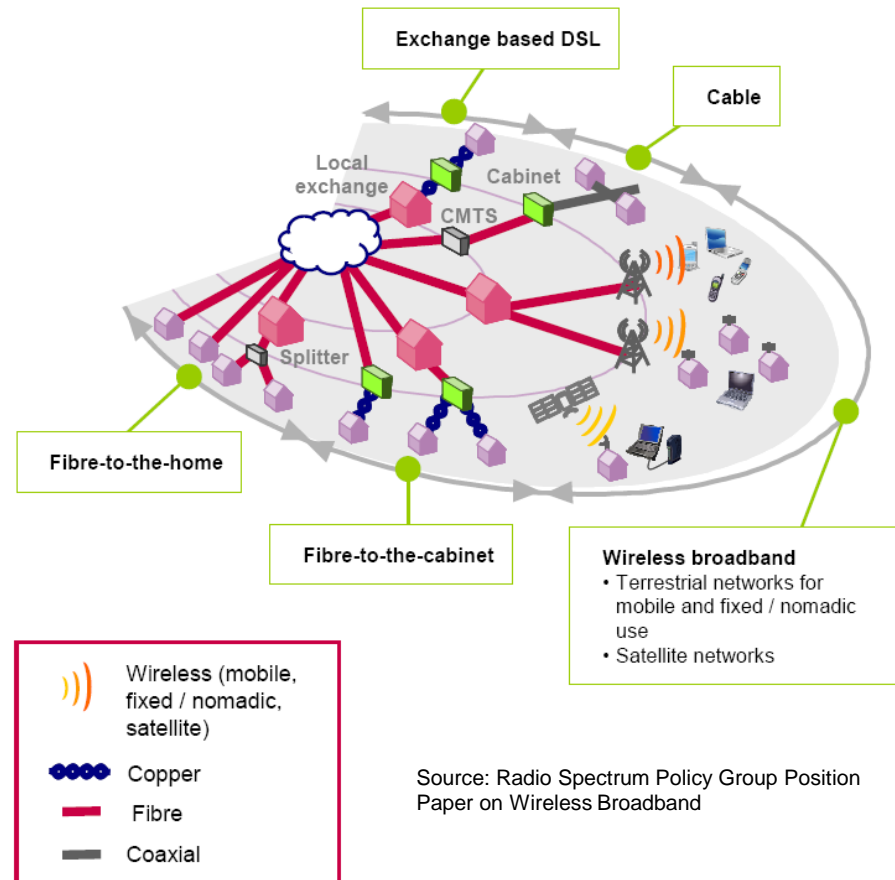 Exchange based DSL
Cable
Local
exchange
Cabinet
CMTS
Splitter
Fibre-to-the-home
Fibre-to-the-cabinet
Wireless broadband
• Terrestrial networks for
mobile and fixed / nomadic
use
• Satellite networks
Wireless (mobile,
fixed / nomadic,
satellite)
Copper
Fibre
Coaxial
Source: Radio Spectrum Policy Group Position
Paper on Wireless Broadband